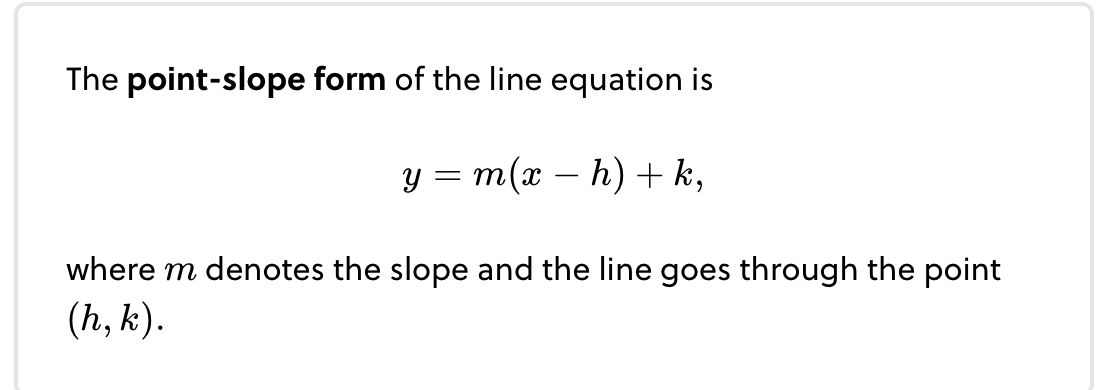 The point-slope form of the line equation is
y = m(x − h) + k,
where m denotes the slope and the line goes through the point
(h, k).